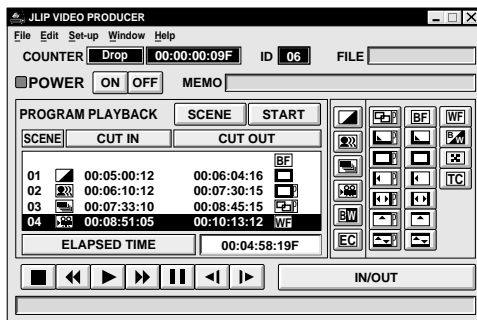 JLIP VIDEO PRODUCER
File Edit Set-up Window Help
COUNTER Drop 00:00:00:09F ID 06 FILE
POWER ON OFF MEMO
PROGRAM PLAYBACK SCENE START
SCENE CUT IN CUT OUT
BF
01 00:05:00:12 00:06:04:16
02 00:06:10:12 00:07:30:15 P
03 00:07:33:10 00:08:45:15 P
04 00:08:51:05 00:10:13:12 WF
ELAPSED TIME 00:04:58:19F
P BF WF
P B/W
P
P TC
BW P
EC P
IN/OUT